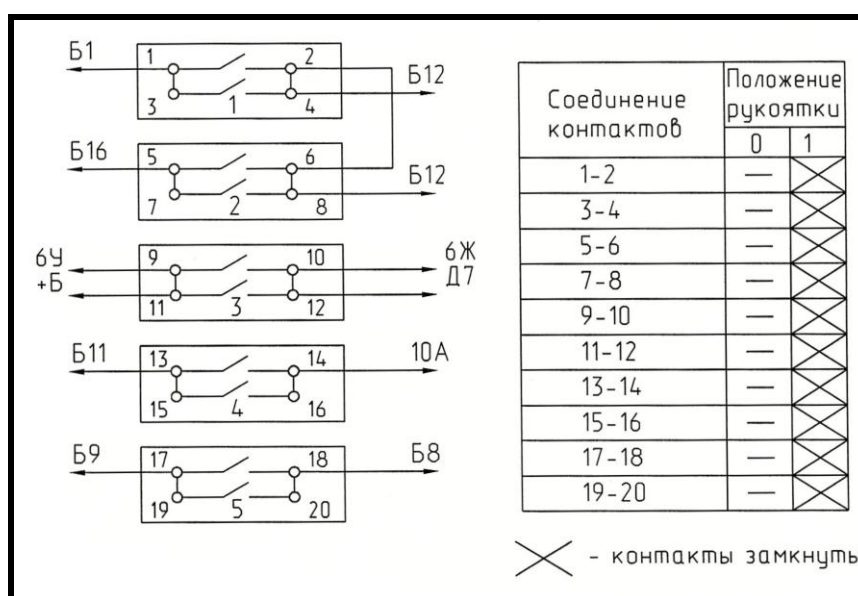 Б1 1 2
Б12
3 1 4
Б16 5 6
Б12
7 2 8
6У 9 10 6Ж
+Б Д7
11 3 12
Б11 13 14 10А
15 4 16
Б9 17 18 Б8
19 5 20
Соединение контактов
Положение рукоятки
0 1
1-2 —
3-4 —
5-6 —
7-8 —
9-10 —
11-12 —
13-14 —
15-16 —
17-18 —
19-20 —
- контакты замкнуты